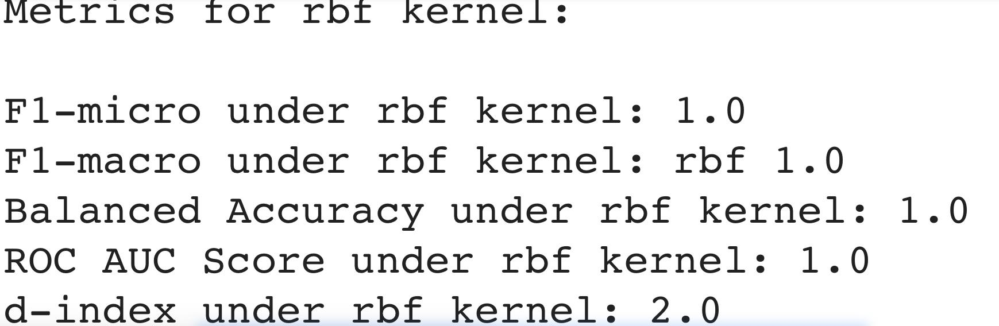 Metrics for rbf kernel:
F1-micro under rbf kernel: 1.0
F1-macro under rbf kernel: rbf 1.0
Balanced Accuracy under rbf kernel: 1.0
ROC AUC Score under rbf kernel: 1.0
d-index under rbf kernel: 2.0